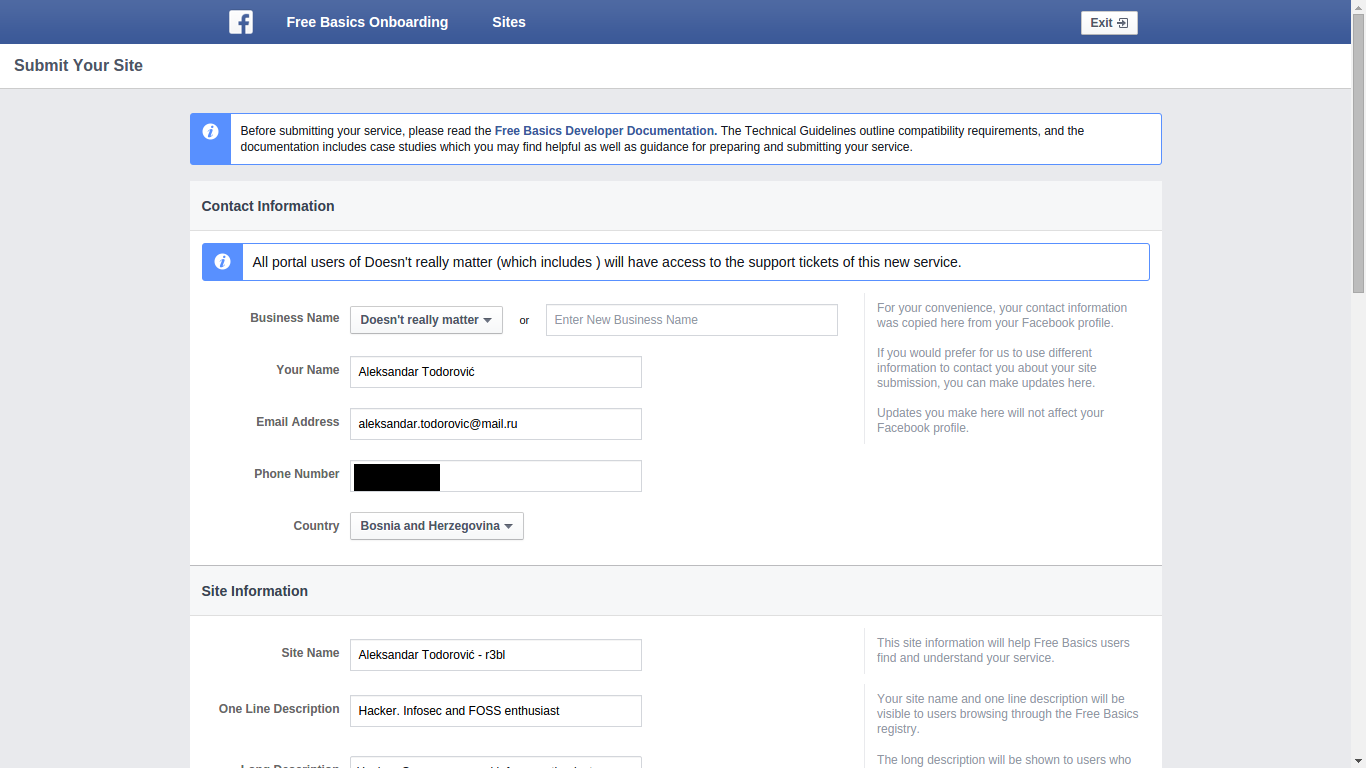 Free Basics Onboarding Sites Exit
Submit Your Site
Before submitting your service, please read the Free Basics Developer Documentation. The Technical Guidelines outline compatibility requirements, and the
documentation includes case studies which you may find helpful as well as guidance for preparing and submitting your service.
Contact Information
All portal users of Doesn't really matter (which includes ) will have access to the support tickets of this new service.
Business Name Doesn't really matter or Enter New Business Name
For your convenience, your contact information
was copied here from your Facebook profile.
If you would prefer for us to use different
information to contact you about your site
submission, you can make updates here.
Updates you make here will not affect your
Facebook profile.
Your Name Aleksandar Todorović
Email Address aleksandar.todorovic@mail.ru
Phone Number
Country Bosnia and Herzegovina
Site Information
Site Name Aleksandar Todorović - r3bl
This site information will help Free Basics users
find and understand your service.
One Line Description Hacker. Infosec and FOSS enthusiast
Your site name and one line description will be
visible to users browsing through the Free Basics
registry.
Long Description
The long description will be shown to users who